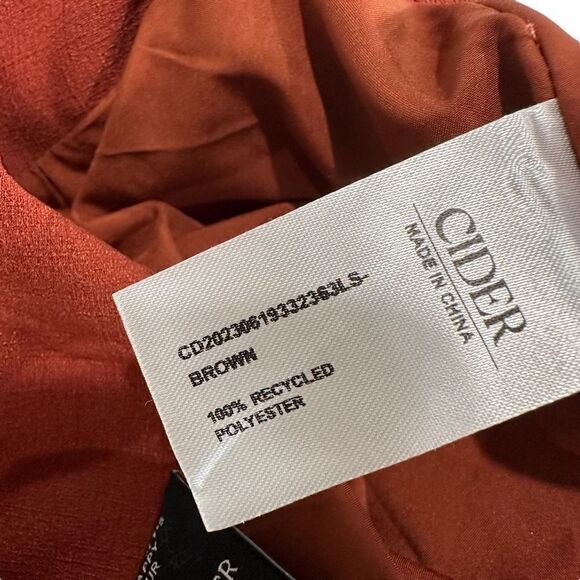 CIDER
MADE IN CHINA
CD20230619332363LS-
BROWN
100% RECYCLED
POLYESTER